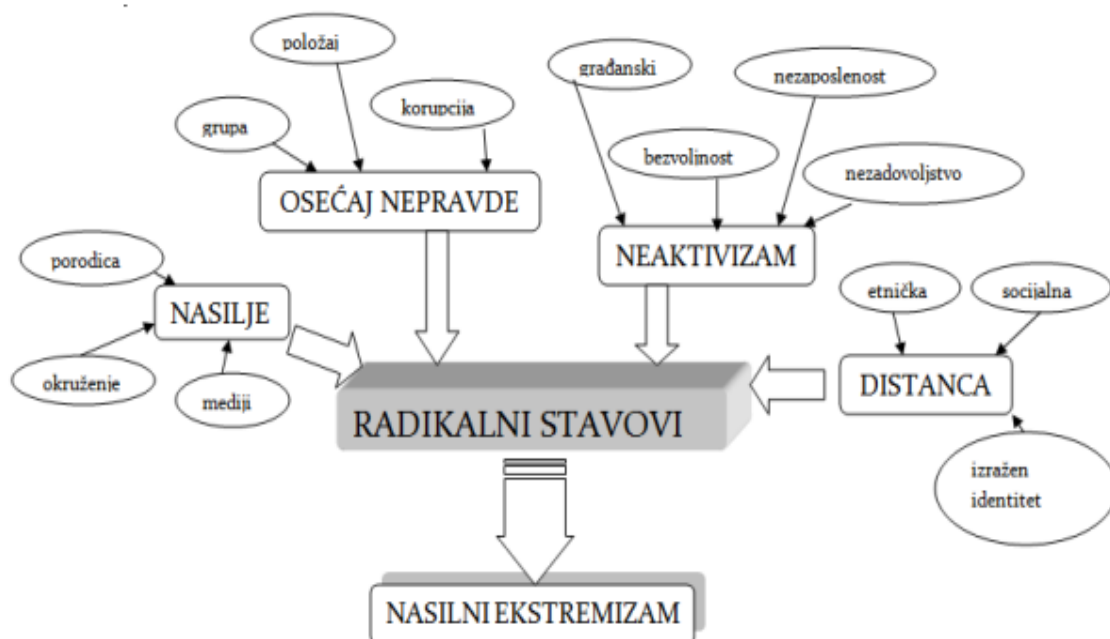 položaj
građanski
nezaposlenost
korupcija
grupa
bezvoljnost
nezadovoljstvo
OSEĆAJ NEPRAVDE
NEAKTIVIZAM
porodica
etnička
socijalna
NASILJE
okruženje
mediji
DISTANCA
RADIKALNI STAVOVI
izražen
identitet
NASILNI EKSTREMIZAM